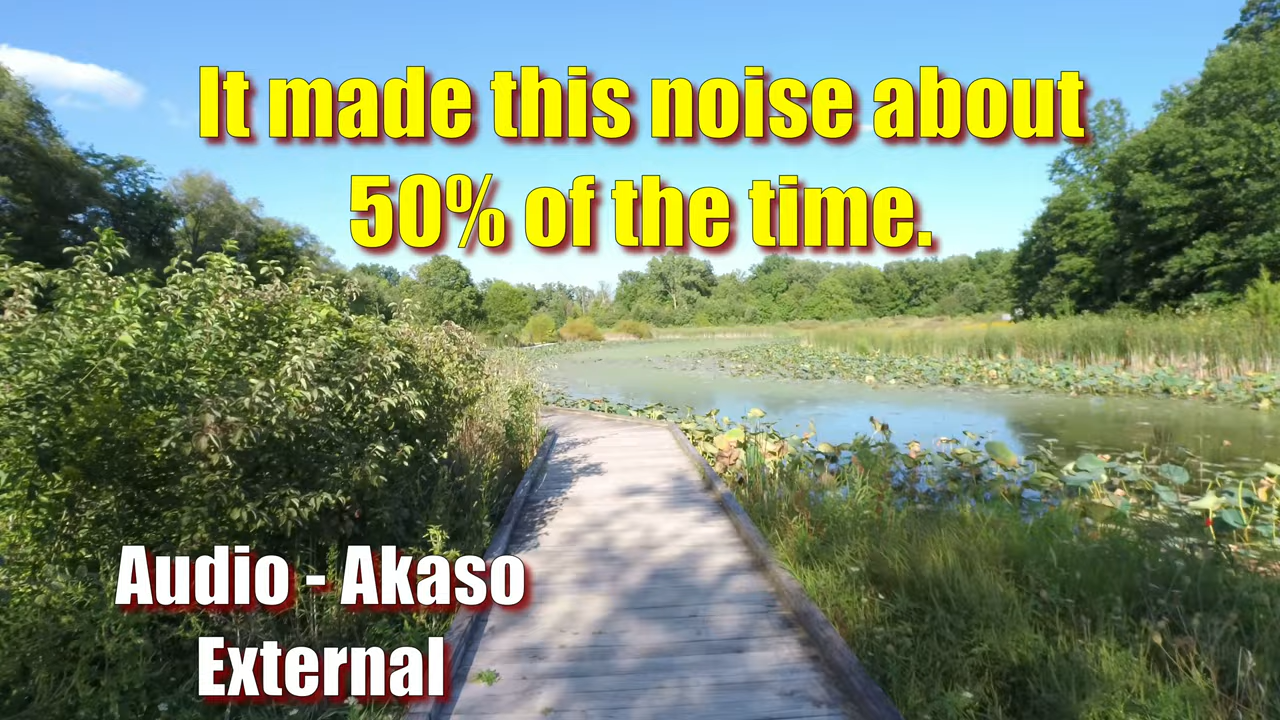 It made this noise about
50% of the time.
Audio - Akaso
External